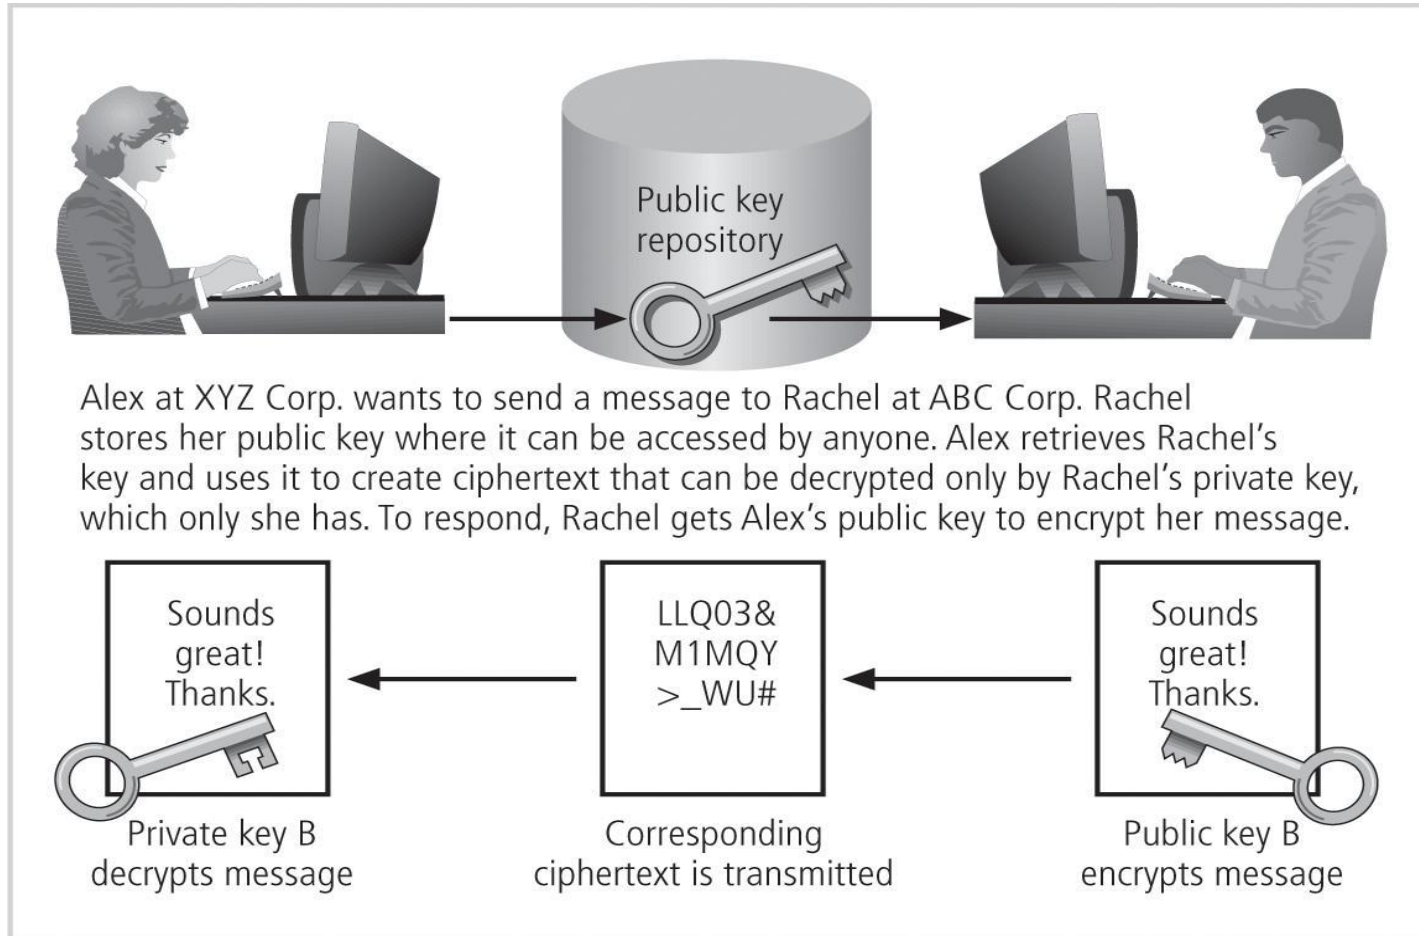 Public key
repository
Alex at XYZ Corp. wants to send a message to Rachel at ABC Corp. Rachel
stores her public key where it can be accessed by anyone. Alex retrieves Rachel’s
key and uses it to create ciphertext that can be decrypted only by Rachel’s private key,
which only she has. To respond, Rachel gets Alex’s public key to encrypt her message.
Sounds
great!
Thanks.
LLQ03&
M1MQY
>_WU#
Sounds
great!
Thanks.
Private key B
decrypts message
Corresponding
ciphertext is transmitted
Public key B
encrypts message